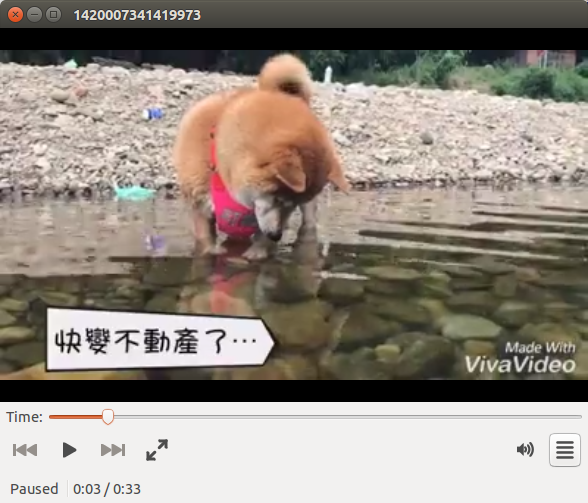 1420007341419973
快變不動產了…
Made With
VivaVideo
Time:
Paused
0:03 / 0:33